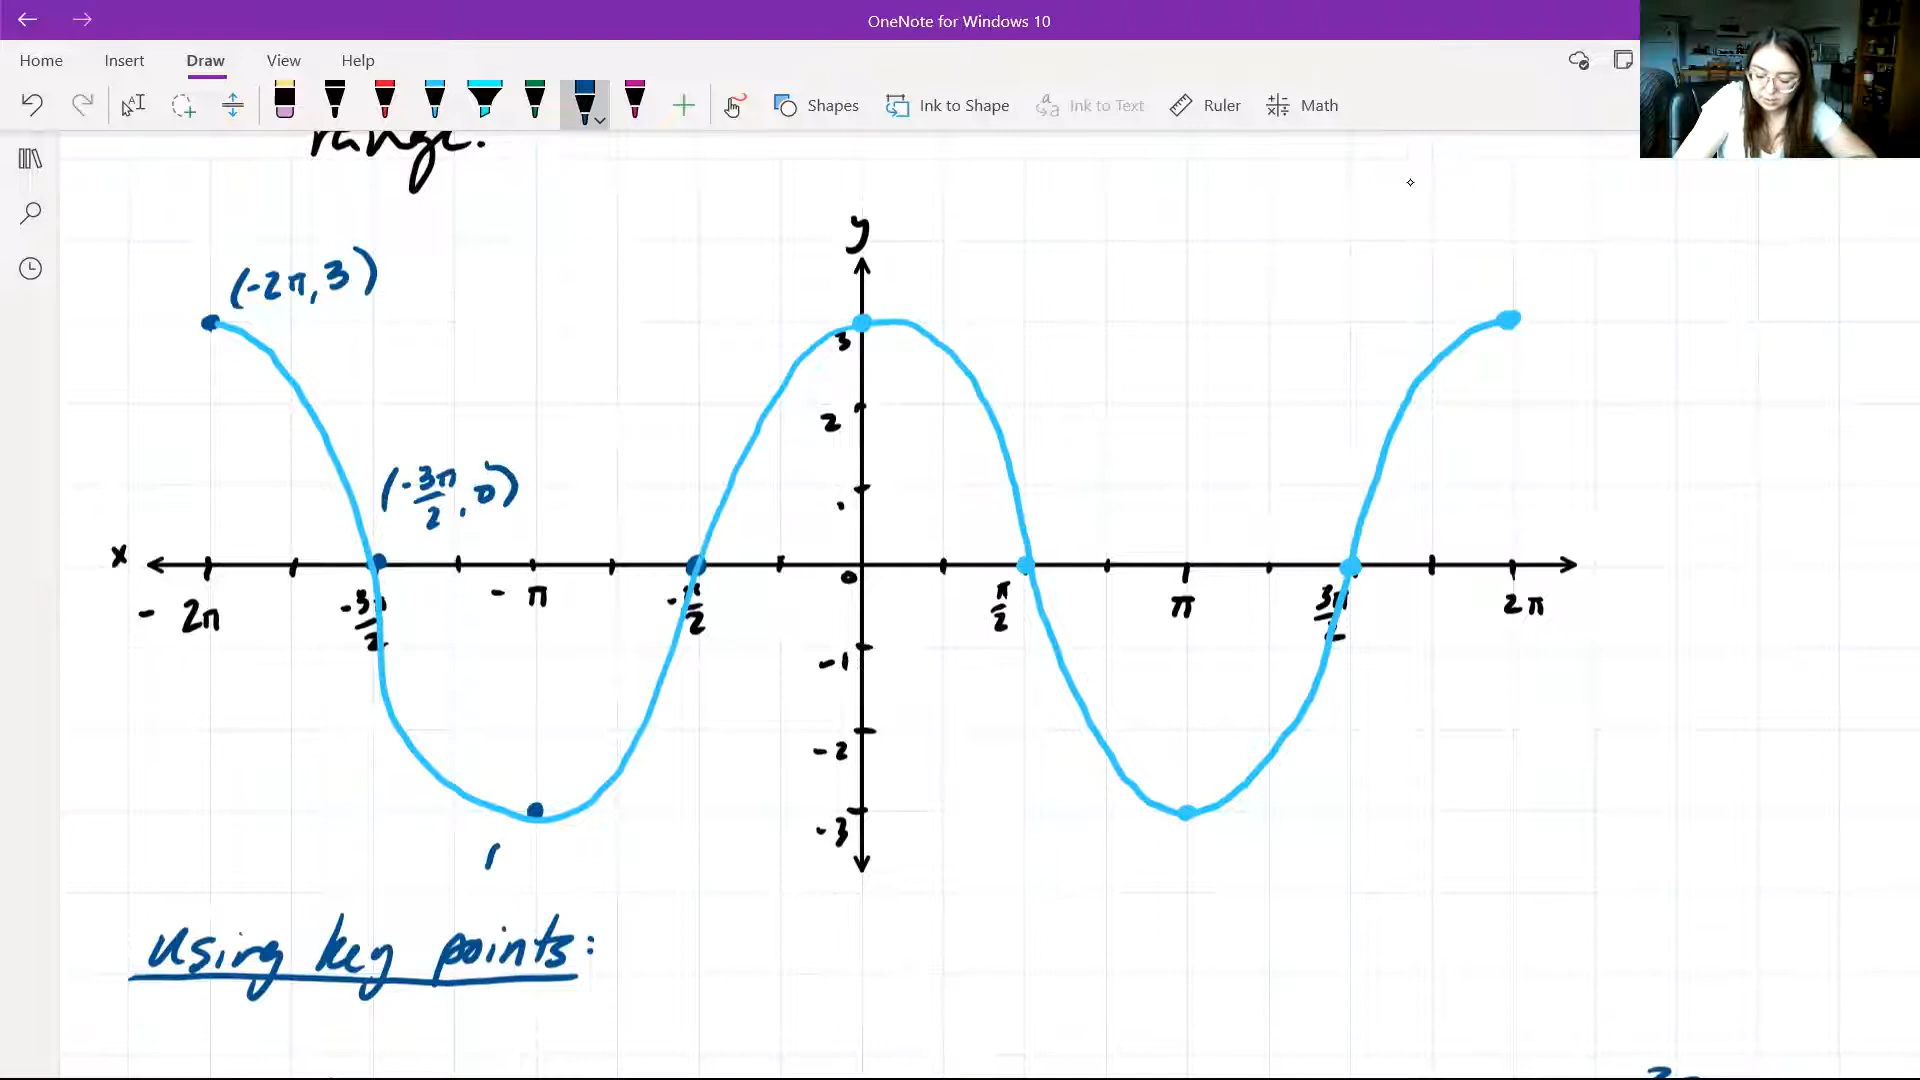 OneNote for Windows 10
Home Insert Draw View Help
Shapes Ink to Shape Ink to Text Ruler Math
range.
y
(-2π, 3)
3
2
(-3π/2, 0)
x
0
- 2π -3π/2 - π -π/2 π/2 π 3π/2 2π
-1
-2
-3
Using key points: